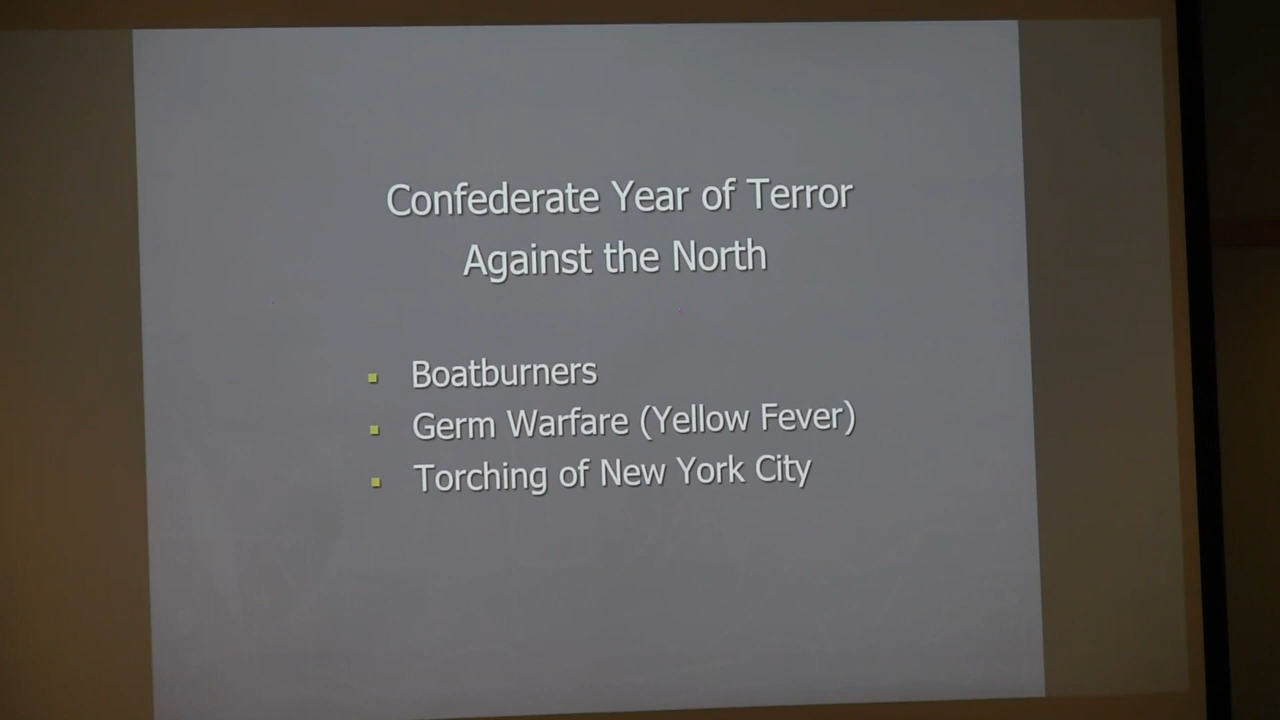 Confederate Year of Terror
Against the North
Boatburners
Germ Warfare (Yellow Fever)
Torching of New York City